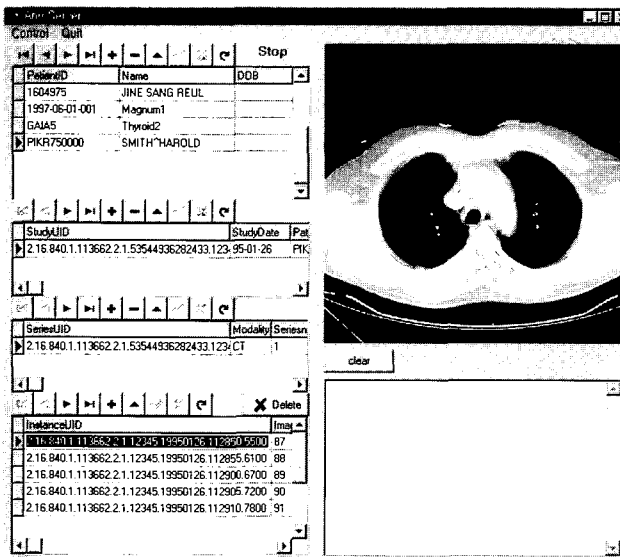 Control Quit
Stop
PatientID Name DOB
1604975 JINE SANG REUL
1997-06-01-001 Magnum1
GAIA5 Thyroid2
PIKR750000 SMITH^HAROLD
StudyUID StudyDate Pat
2.16.840.1.113662.2.1.53544936282433.123 95-01-26 PIK
SeriesUID Modality Seriesn
2.16.840.1.113662.2.1.53544936282433.123 CT 1
clear
Delete
InstanceUID Imag
2.16.840.1.113662.2.1.12345.19950126.112850.5500 87
2.16.840.1.113662.2.1.12345.19950126.112855.6100 88
2.16.840.1.113662.2.1.12345.19950126.112900.6700 89
2.16.840.1.113662.2.1.12345.19950126.112905.7200 90
2.16.840.1.113662.2.1.12345.19950126.112910.7800 91